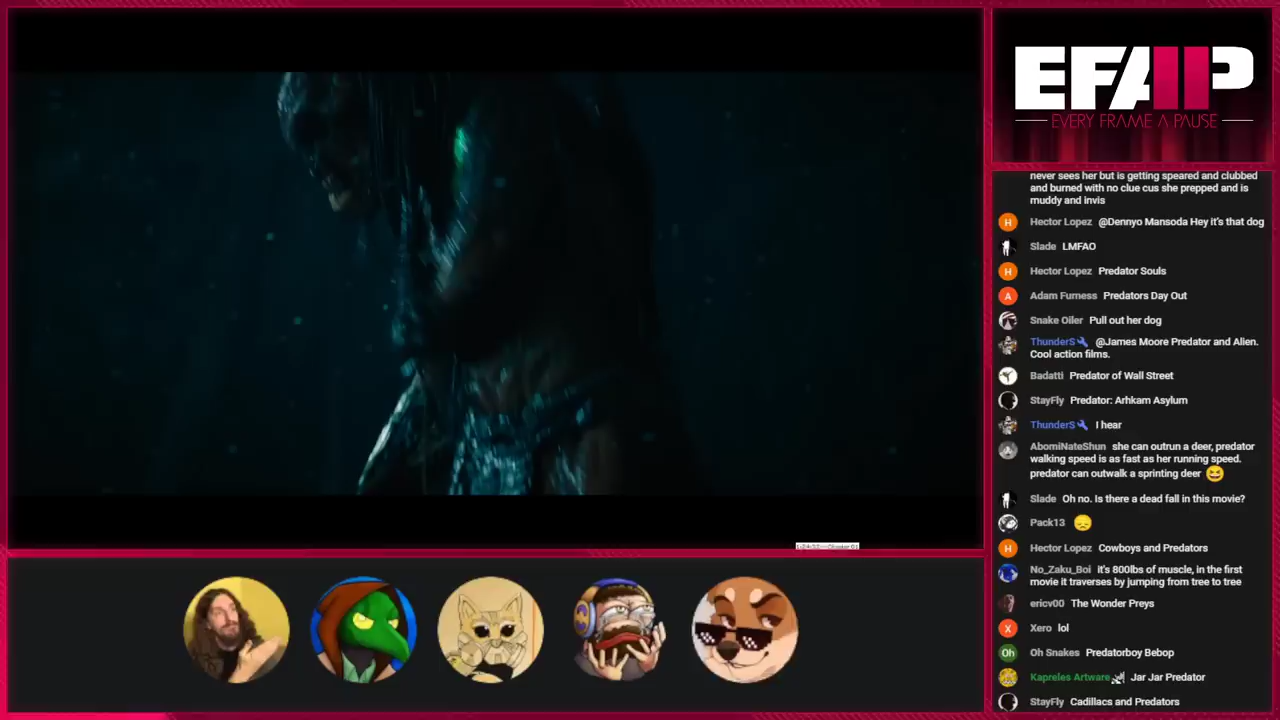 EFAP
EVERY FRAME A PAUSE
never sees her but is getting speared and clubbed
and burned with no clue cus she prepped and is
muddy and invis
H Hector Lopez @Dennyo Mansoda Hey it's that dog
Slade LMFAO
H Hector Lopez Predator Souls
A Adam Furness Predators Day Out
Snake Oiler Pull out her dog
ThunderS @James Moore Predator and Alien.
Cool action films.
Badatti Predator of Wall Street
StayFly Predator: Arhkam Asylum
ThunderS I hear
AbomiNateShun she can outrun a deer, predator
walking speed is as fast as her running speed.
predator can outwalk a sprinting deer
Slade Oh no. Is there a dead fall in this movie?
Pack13
H Hector Lopez Cowboys and Predators
No_Zaku_Boi it's 800lbs of muscle, in the first
movie it traverses by jumping from tree to tree
ericv00 The Wonder Preys
X Xero lol
Oh Oh Snakes Predatorboy Bebop
Kapreles Artware Jar Jar Predator
StayFly Cadillacs and Predators